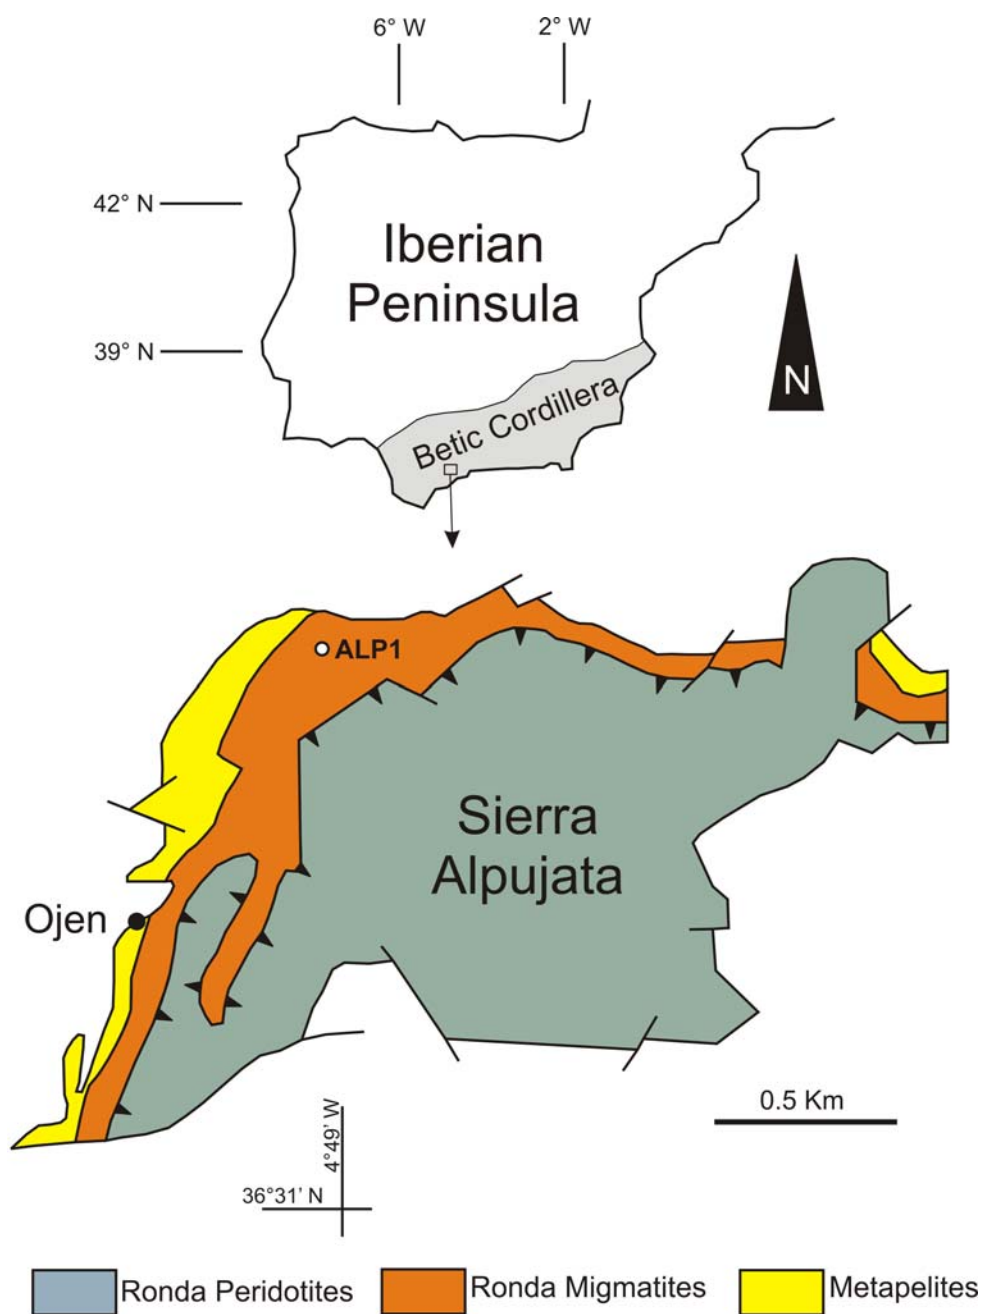 6° W
2° W
42° N
Iberian
Peninsula
39° N
N
Betic Cordillera
ALP1
Sierra
Alpujata
Ojen
0.5 Km
4°49' W
36°31' N
Ronda Peridotites
Ronda Migmatites
Metapelites